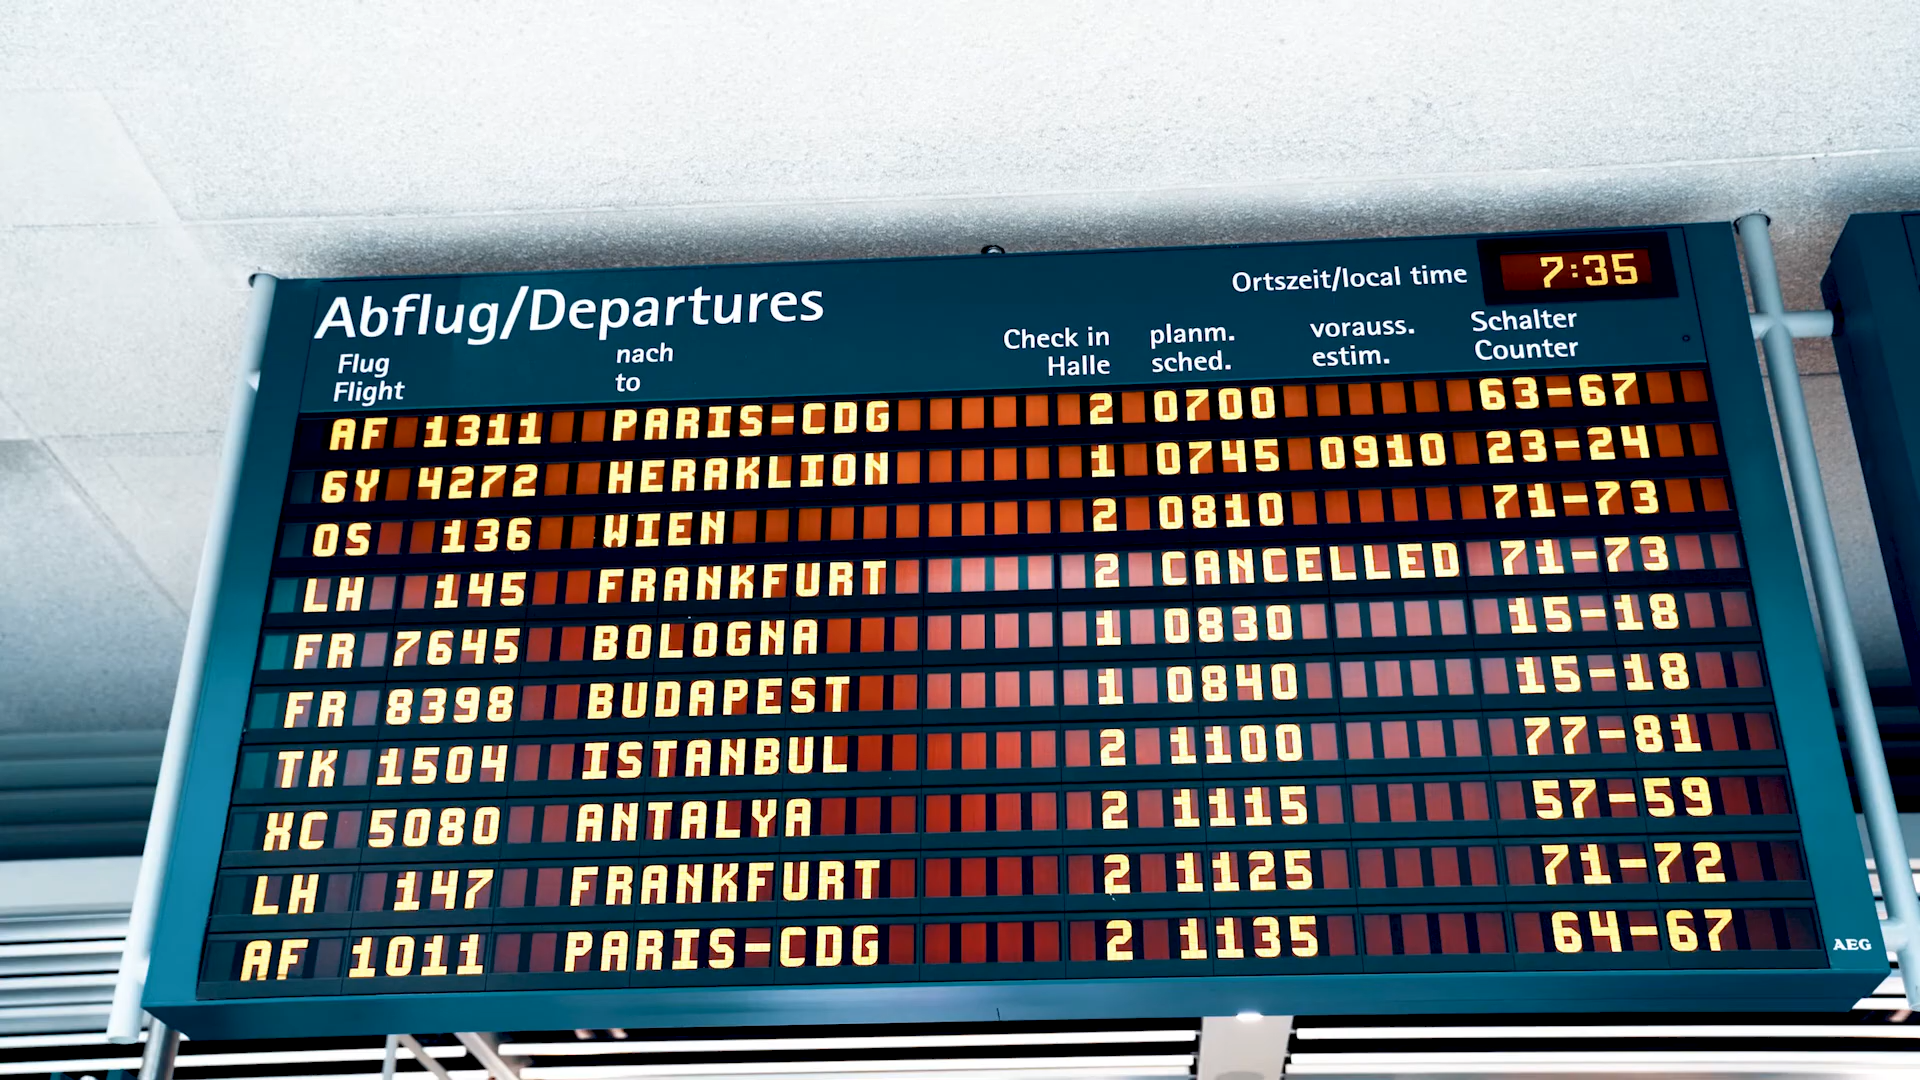 Abflug/Departures
Ortszeit/local time 7:35
Flug nach Check in planm. vorauss. Schalter
Flight to Halle sched. estim. Counter
AF 1311 PARIS-CDG 2 0700 63-67
6Y 4272 HERAKLION 1 0745 0910 23-24
OS 136 WIEN 2 0810 71-73
LH 145 FRANKFURT 2 CANCELLED 71-73
FR 7645 BOLOGNA 1 0830 15-18
FR 8398 BUDAPEST 1 0840 15-18
TK 1504 ISTANBUL 2 1100 77-81
XC 5080 ANTALYA 2 1115 57-59
LH 147 FRANKFURT 2 1125 71-72
AF 1011 PARIS-CDG 2 1135 64-67
AEG